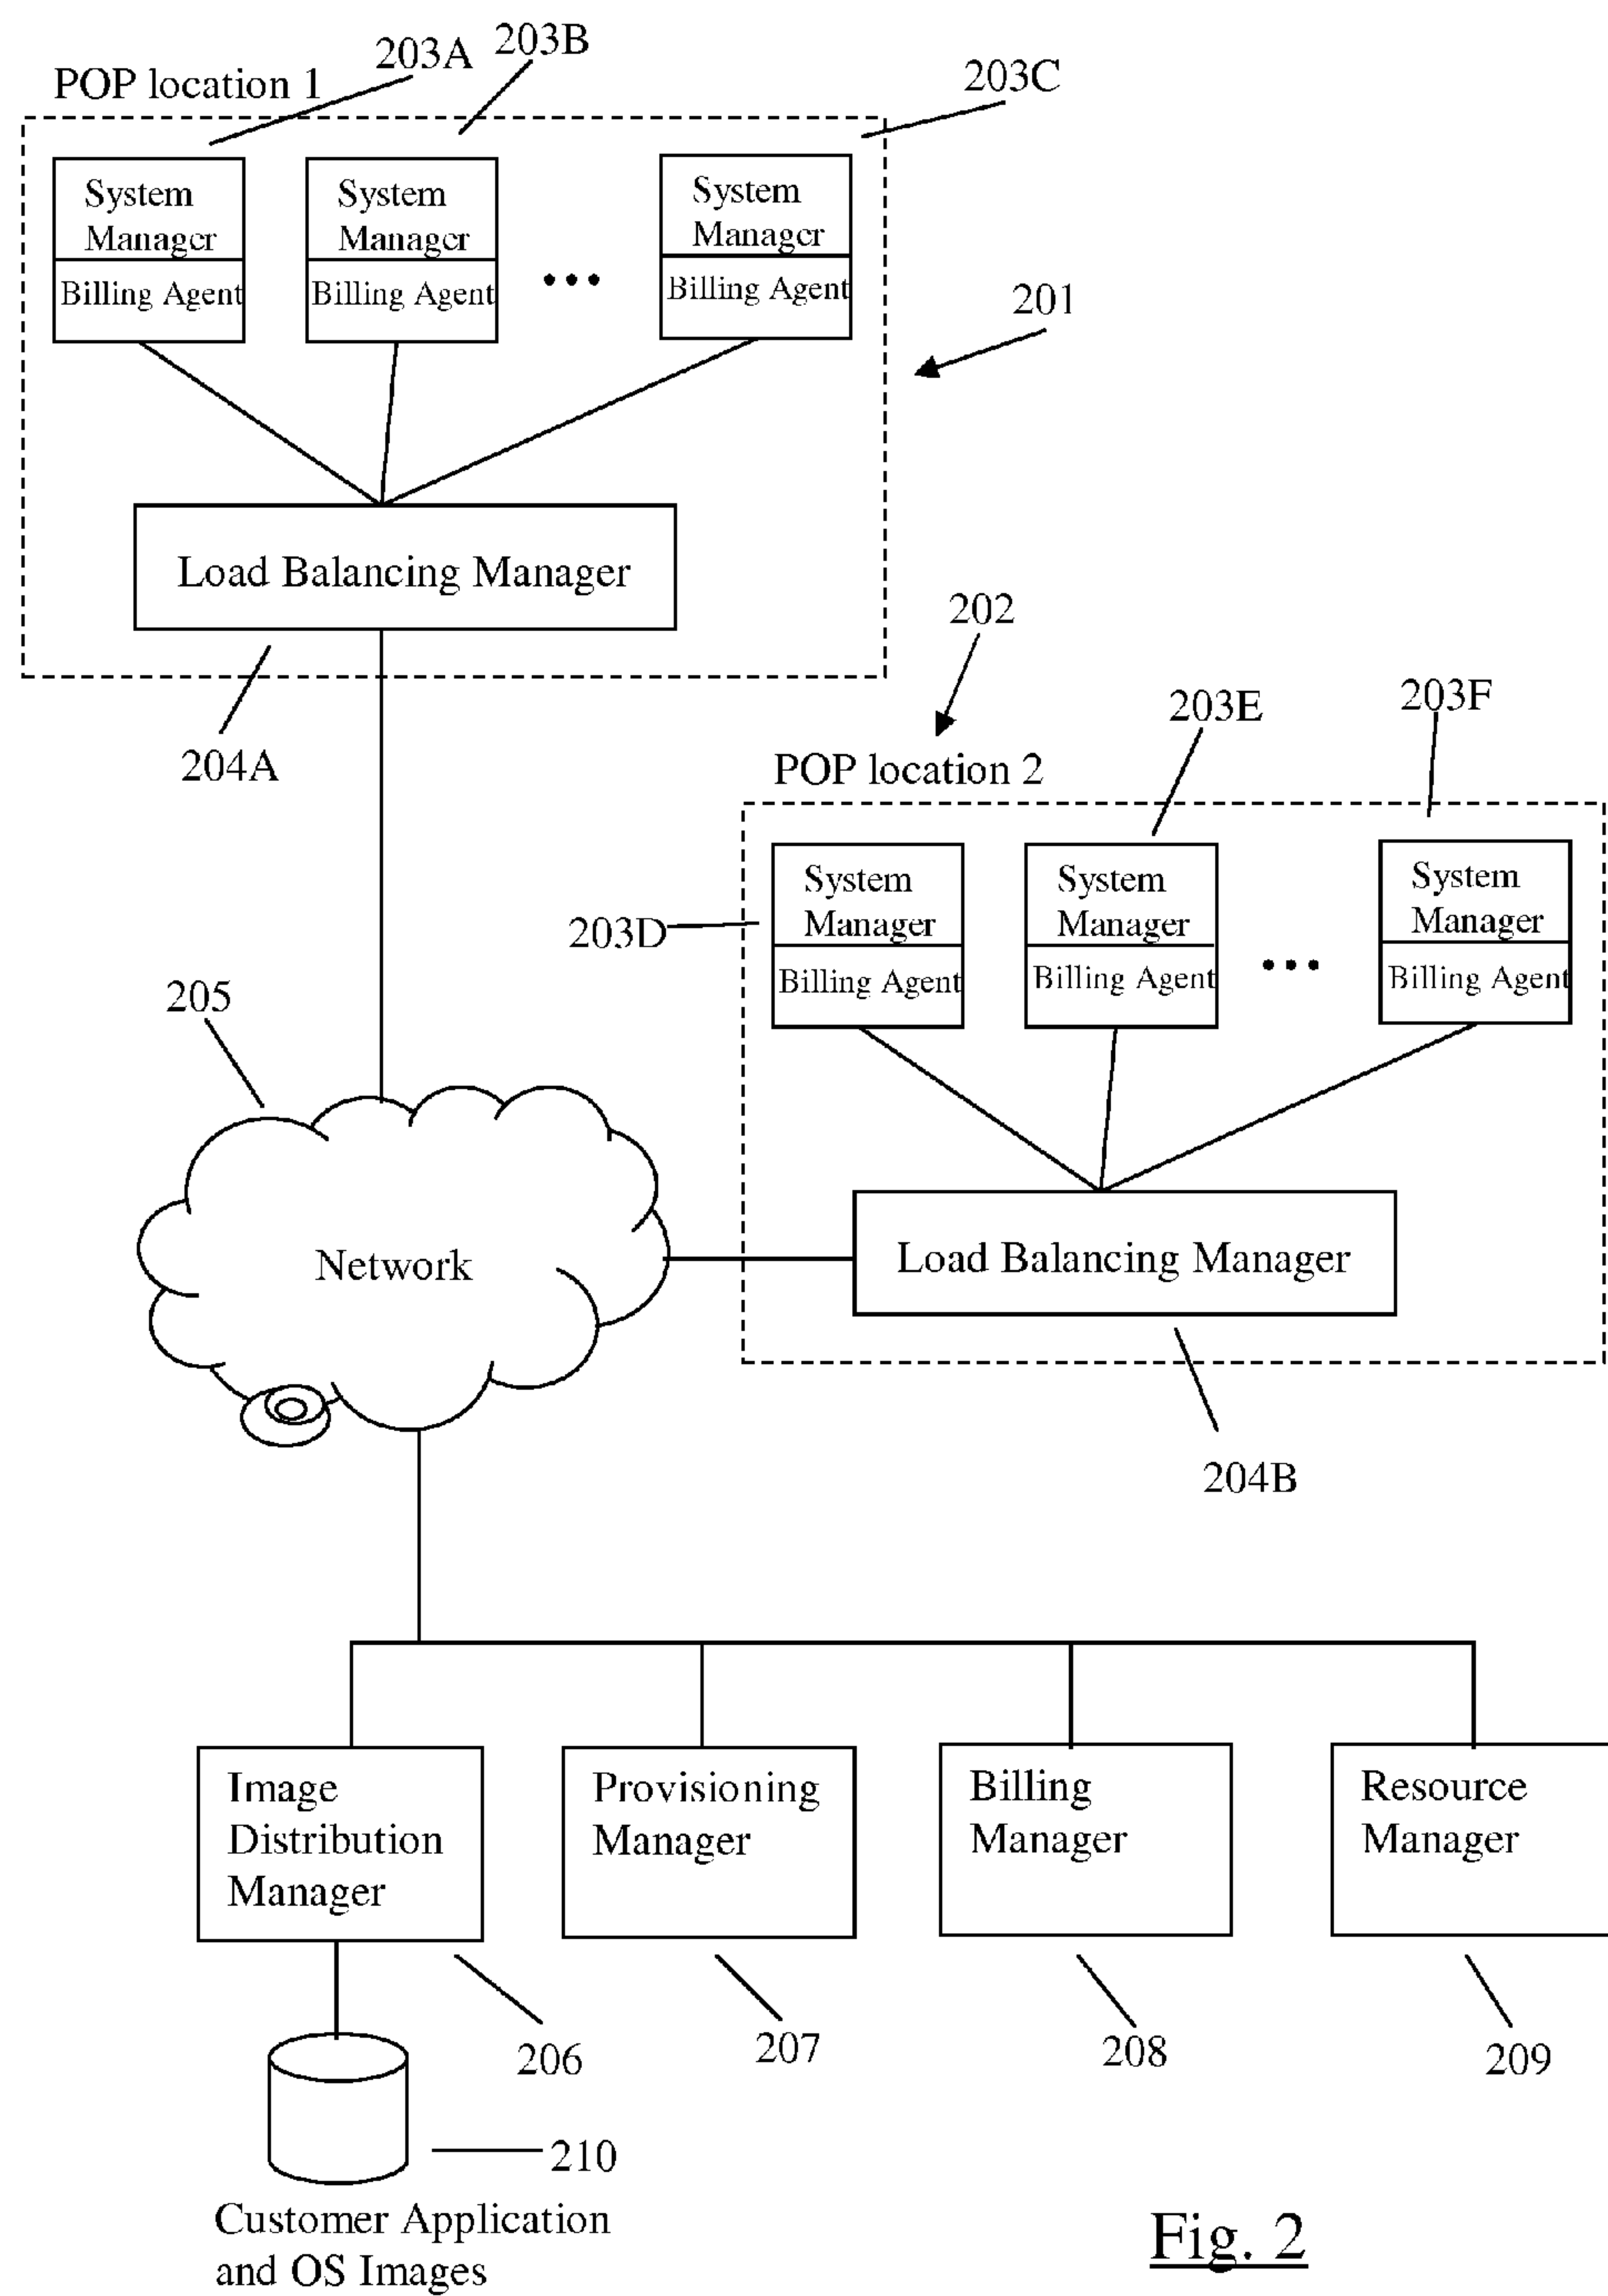 203A
203B
203C
POP location 1
System
Manager
Billing Agent
System
Manager
Billing Agent
System
Manager
Billing Agent
201
Load Balancing Manager
204A
202
203E
203F
POP location 2
203D
System
Manager
Billing Agent
System
Manager
Billing Agent
System
Manager
Billing Agent
205
Network
Load Balancing Manager
204B
Image
Distribution
Manager
Provisioning
Manager
Billing
Manager
Resource
Manager
206
207
208
209
210
Customer Application
and OS Images
Fig. 2